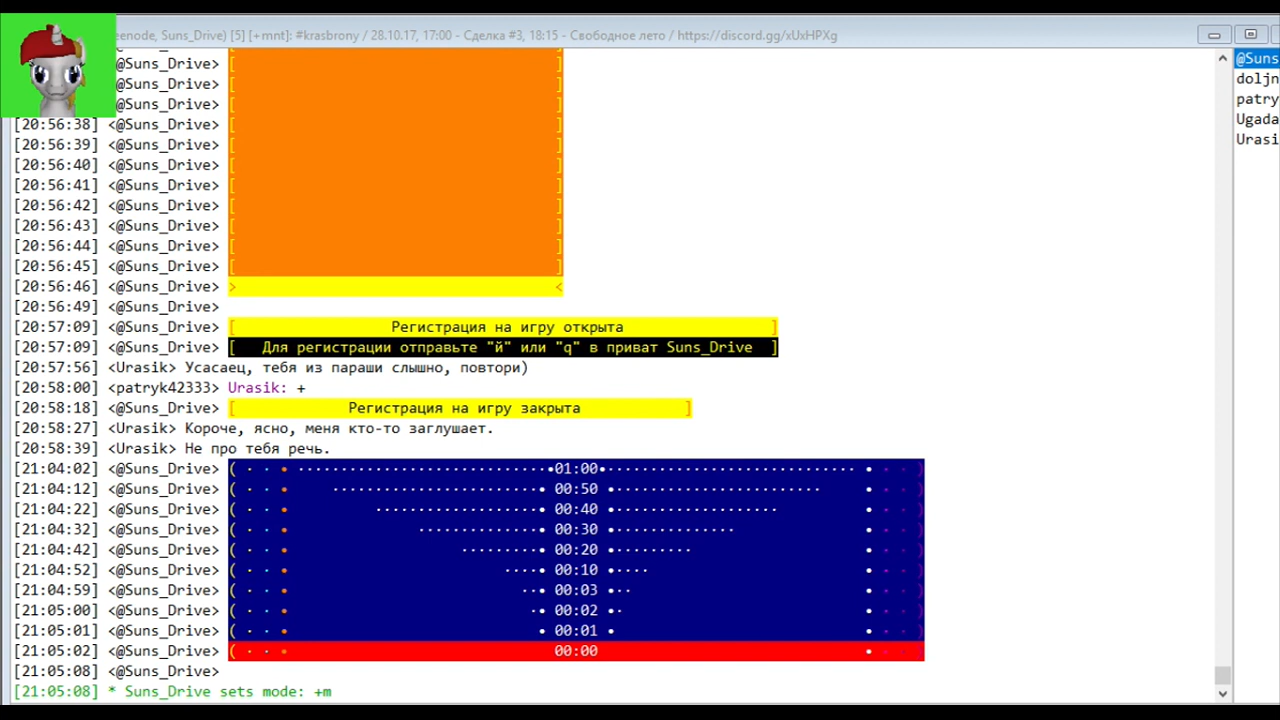 eenode, Suns_Drive) [5] [+mnt]: #krasbrony / 28.10.17, 17:00 - Сделка #3, 18:15 - Свободное лето / https://discord.gg/xUxHPXg
@Suns_Drive> [ ]
@Suns_Drive> [ ]
@Suns_Drive> [ ]
[20:56:38] <@Suns_Drive> [ ]
[20:56:39] <@Suns_Drive> [ ]
[20:56:40] <@Suns_Drive> [ ]
[20:56:41] <@Suns_Drive> [ ]
[20:56:42] <@Suns_Drive> [ ]
[20:56:43] <@Suns_Drive> [ ]
[20:56:44] <@Suns_Drive> [ ]
[20:56:45] <@Suns_Drive> [ ]
[20:56:46] <@Suns_Drive> > <
[20:56:49] <@Suns_Drive>
[20:57:09] <@Suns_Drive> [ Регистрация на игру открыта ]
[20:57:09] <@Suns_Drive> [ Для регистрации отправьте "й" или "q" в приват Suns_Drive ]
[20:57:56] <Urasik> Усасаец, тебя из параши слышно, повтори)
[20:58:00] <patryk42333> Urasik: +
[20:58:18] <@Suns_Drive> [ Регистрация на игру закрыта ]
[20:58:27] <Urasik> Короче, ясно, меня кто-то заглушает.
[20:58:39] <Urasik> Не про тебя речь.
[21:04:02] <@Suns_Drive> ( · · • ····························•01:00•····························· • · · )
[21:04:12] <@Suns_Drive> ( · · • ························• 00:50 •························ • · · )
[21:04:22] <@Suns_Drive> ( · · • ···················• 00:40 •··················· • · · )
[21:04:32] <@Suns_Drive> ( · · • ··············• 00:30 •·············· • · · )
[21:04:42] <@Suns_Drive> ( · · • ·········• 00:20 •········· • · · )
[21:04:52] <@Suns_Drive> ( · · • ····• 00:10 •···· • · · )
[21:04:59] <@Suns_Drive> ( · · • ··• 00:03 •·· • · · )
[21:05:00] <@Suns_Drive> ( · · • ·• 00:02 •· • · · )
[21:05:01] <@Suns_Drive> ( · · • • 00:01 • • · · )
[21:05:02] <@Suns_Drive> ( · · • 00:00 • · · )
[21:05:08] <@Suns_Drive>
[21:05:08] * Suns_Drive sets mode: +m
@Suns
doljn
patry
Ugada
Urasi